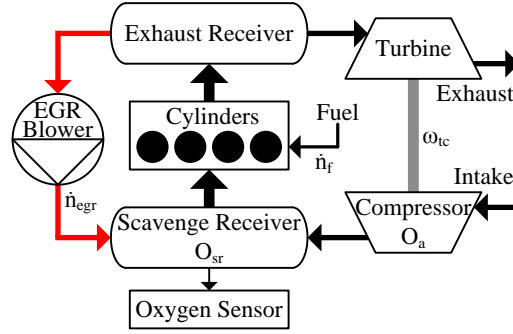 Exhaust Receiver
Turbine
Exhaust
EGR
Blower
Cylinders
Fuel
ṅf
ωtc
ṅegr
Intake
Scavenge Receiver
Osr
Compressor
Oa
Oxygen Sensor